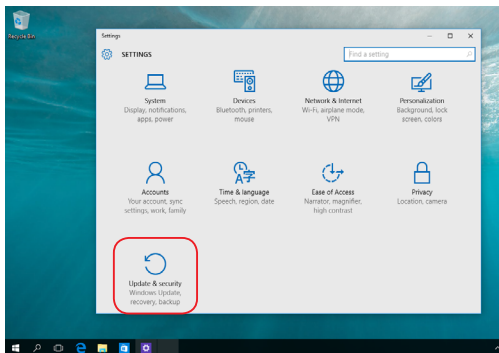 Recycle Bin
Settings
SETTINGS
Find a setting
System
Display, notifications,
apps, power
Devices
Bluetooth, printers,
mouse
Network & Internet
Wi-Fi, airplane mode,
VPN
Personalization
Background, lock
screen, colors
Accounts
Your account, sync
settings, work, family
Time & language
Speech, region, date
Ease of Access
Narrator, magnifier,
high contrast
Privacy
Location, camera
Update & security
Windows Update,
recovery, backup